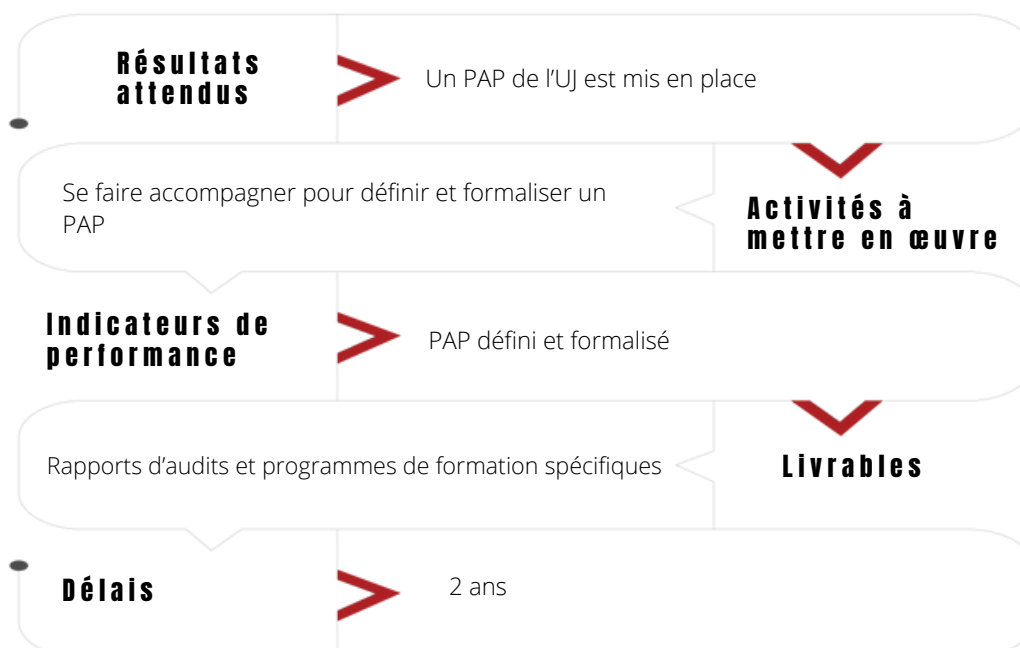 Résultats
attendus
Un PAP de l’UJ est mis en place
Se faire accompagner pour définir et formaliser un
PAP
Activités à
mettre en œuvre
Indicateurs de
performance
PAP défini et formalisé
Rapports d’audits et programmes de formation spécifiques
Livrables
Délais
2 ans